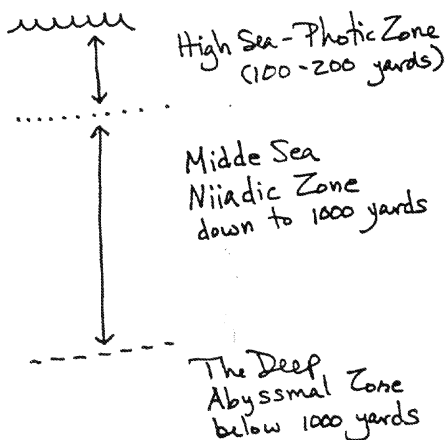 High Sea - Photic Zone
(100-200 yards)
Midde Sea
Niiadic Zone
down to 1000 yards
The Deep
Abyssmal Zone
below 1000 yards